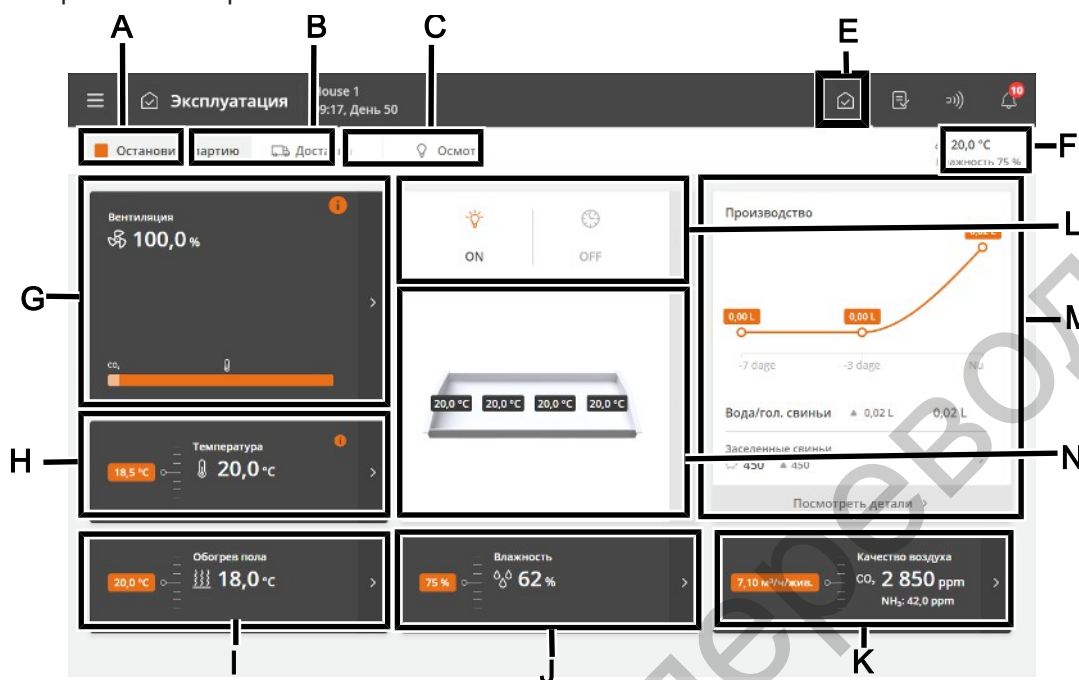 A
B
C
E
Эксплуатация
House 1
09:17, День 50
10
Останови
партию
Доста
Осмот
20,0 °C
Влажность 75 %
F
Вентиляция
100,0 %
CO₂
G
ON
OFF
L
Производство
0,02 L
0,00 L
0,00 L
-7 dage
-3 dage
Nu
Вода/гол. свиньи
0,02 L
0,02 L
Заселенные свиньи
450
450
Посмотреть детали
M
20,0 °C
20,0 °C
20,0 °C
20,0 °C
N
Температура
18,5 °C
20,0 °C
H
Обогрев пола
20,0 °C
18,0 °C
Влажность
75 %
62 %
Качество воздуха
7,10 м³/ч/жив.
CO₂ 2 850 ppm
NH₃: 42,0 ppm
I
J
K